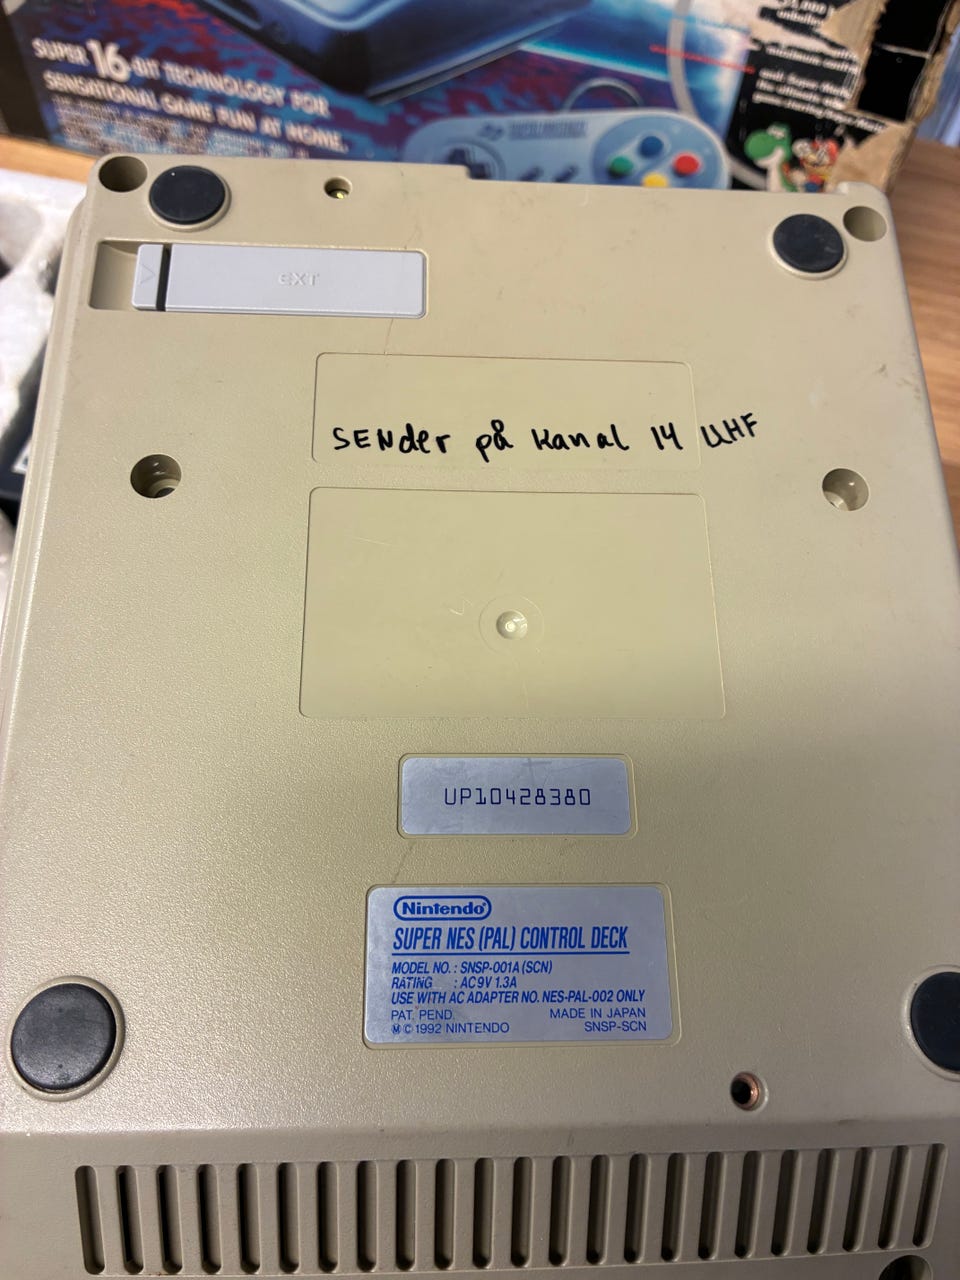 SUPER 16-BIT TECHNOLOGY FOR
SENSATIONAL GAME FUN AT HOME.
EXT
SENder på Kanal 14 UHF
UP10428380
Nintendo
SUPER NES (PAL) CONTROL DECK
MODEL NO. : SNSP-001A (SCN)
RATING : AC 9V 1.3A
USE WITH AC ADAPTER NO. NES-PAL-002 ONLY
PAT. PEND. MADE IN JAPAN
Ⓜ © 1992 NINTENDO SNSP-SCN